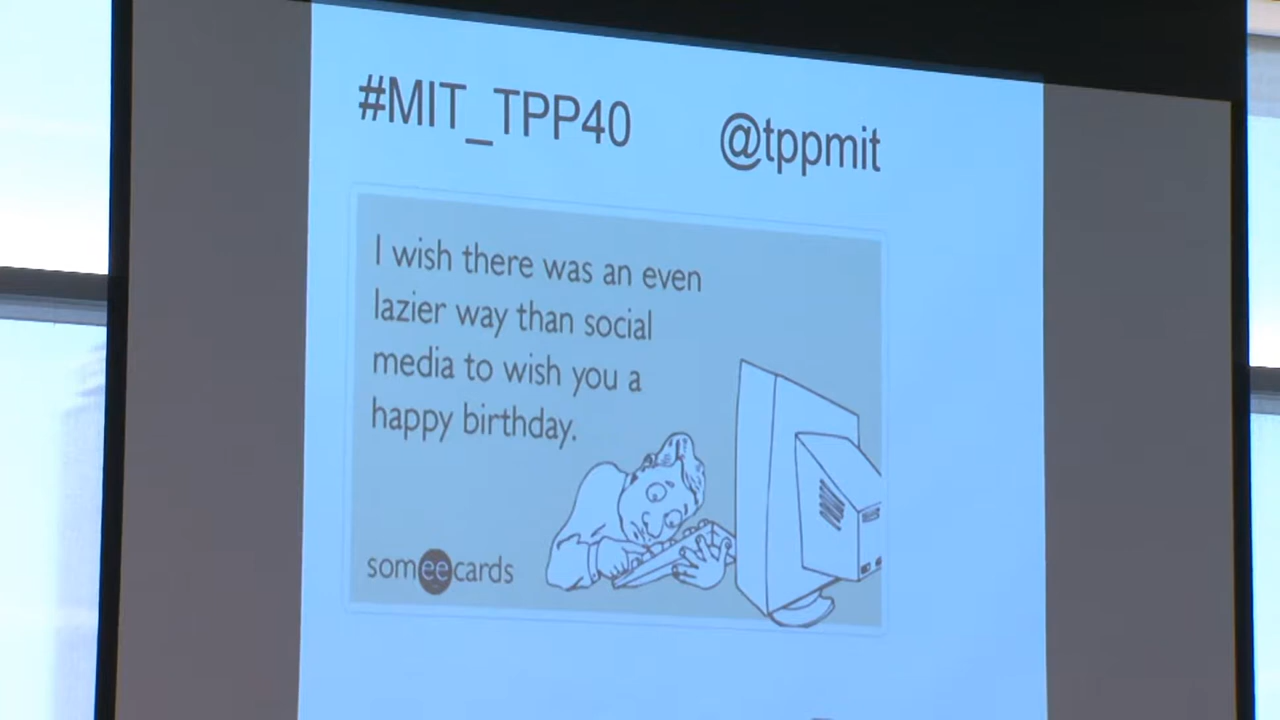 #MIT_TPP40 @tppmit
I wish there was an even
lazier way than social
media to wish you a
happy birthday.
someecards